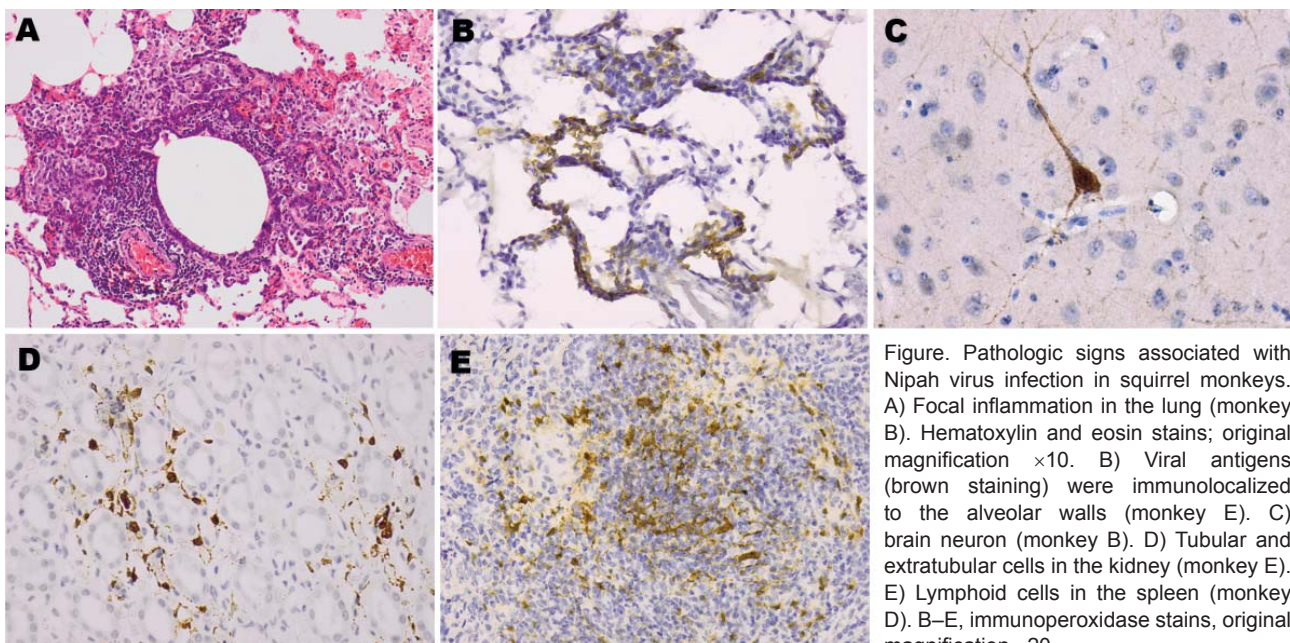 A
B
C
D
E
Figure. Pathologic signs associated with
Nipah virus infection in squirrel monkeys.
A) Focal inflammation in the lung (monkey
B). Hematoxylin and eosin stains; original
magnification ×10. B) Viral antigens
(brown staining) were immunolocalized
to the alveolar walls (monkey E). C)
brain neuron (monkey B). D) Tubular and
extratubular cells in the kidney (monkey E).
E) Lymphoid cells in the spleen (monkey
D). B–E, immunoperoxidase stains, original